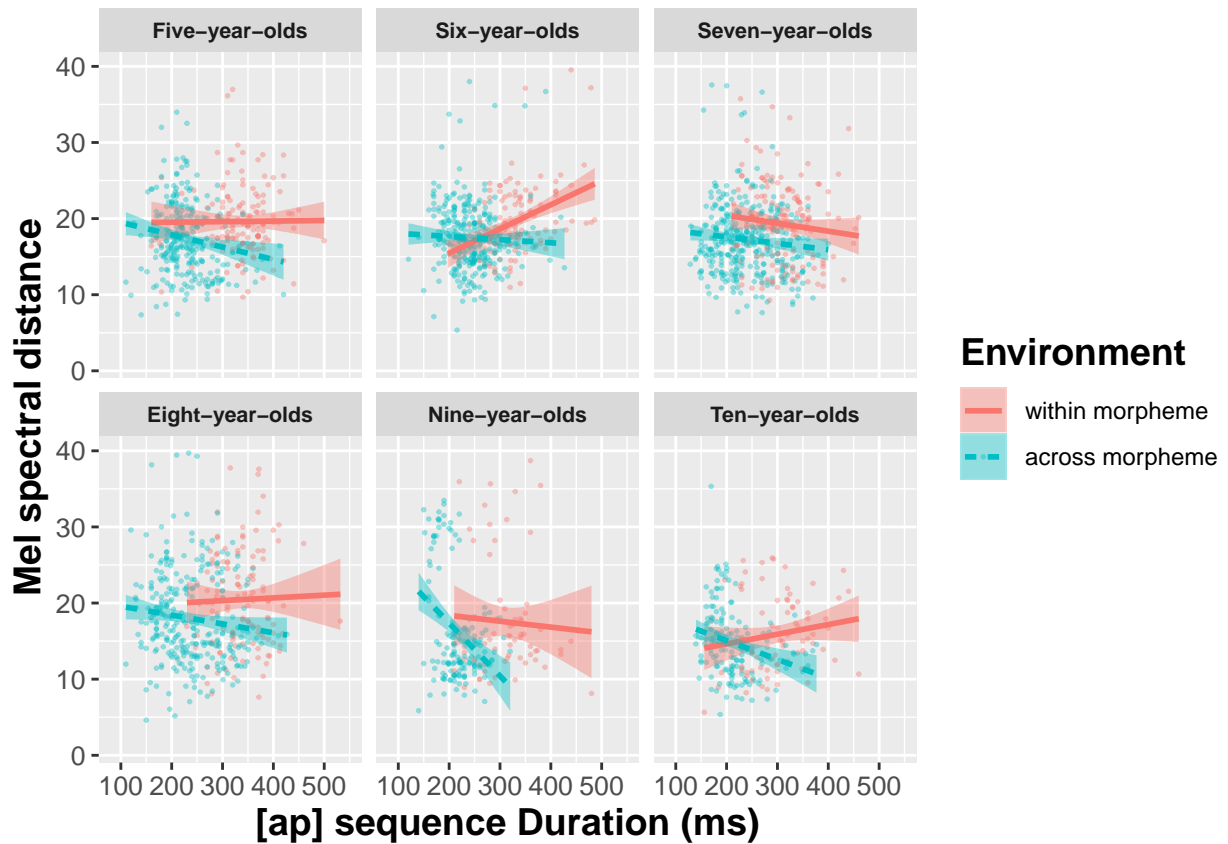 Five−year−olds
Six−year−olds
Seven−year−olds
40
30
20
10
0
Eight−year−olds
Nine−year−olds
Ten−year−olds
40
30
20
10
0
100 200 300 400 500
100 200 300 400 500
100 200 300 400 500
[ap] sequence Duration (ms)
Mel spectral distance
Environment
within morpheme
across morpheme